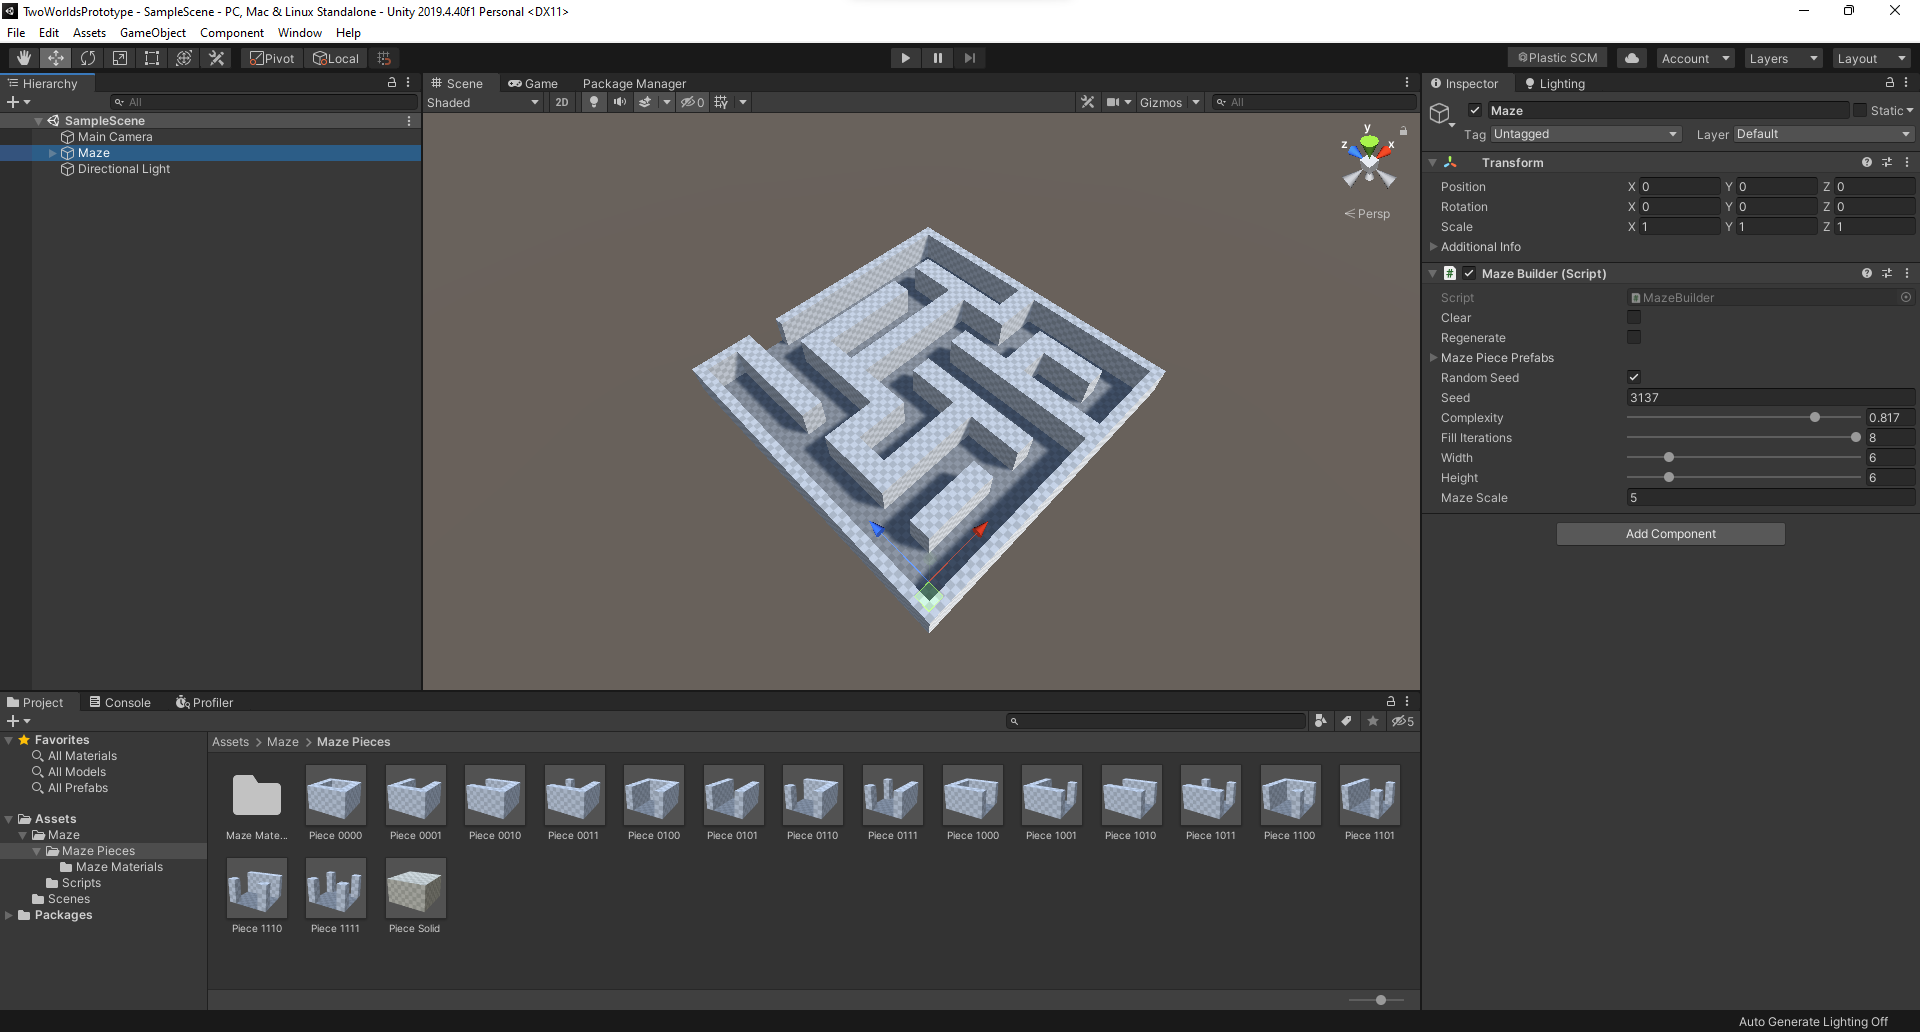 TwoWorldsPrototype - SampleScene - PC, Mac & Linux Standalone - Unity 2019.4.40f1 Personal <DX11>
File Edit Assets GameObject Component Window Help
Pivot Local Plastic SCM Account Layers Layout
Hierarchy
All
SampleScene
Main Camera
Maze
Directional Light
Scene Game Package Manager
Shaded 2D 0 Gizmos All
y
z x
Persp
Inspector Lighting
Maze Static
Tag Untagged Layer Default
Transform
Position X 0 Y 0 Z 0
Rotation X 0 Y 0 Z 0
Scale X 1 Y 1 Z 1
Additional Info
# Maze Builder (Script)
Script MazeBuilder
Clear
Regenerate
Maze Piece Prefabs
Random Seed
Seed 3137
Complexity 0.817
Fill Iterations 8
Width 6
Height 6
Maze Scale 5
Add Component
Project Console Profiler
5
Favorites
All Materials
All Models
All Prefabs
Assets
Maze
Maze Pieces
Maze Materials
Scripts
Scenes
Packages
Assets > Maze > Maze Pieces
Maze Mate... Piece 0000 Piece 0001 Piece 0010 Piece 0011 Piece 0100 Piece 0101 Piece 0110 Piece 0111 Piece 1000 Piece 1001 Piece 1010 Piece 1011 Piece 1100 Piece 1101
Piece 1110 Piece 1111 Piece Solid
Auto Generate Lighting Off